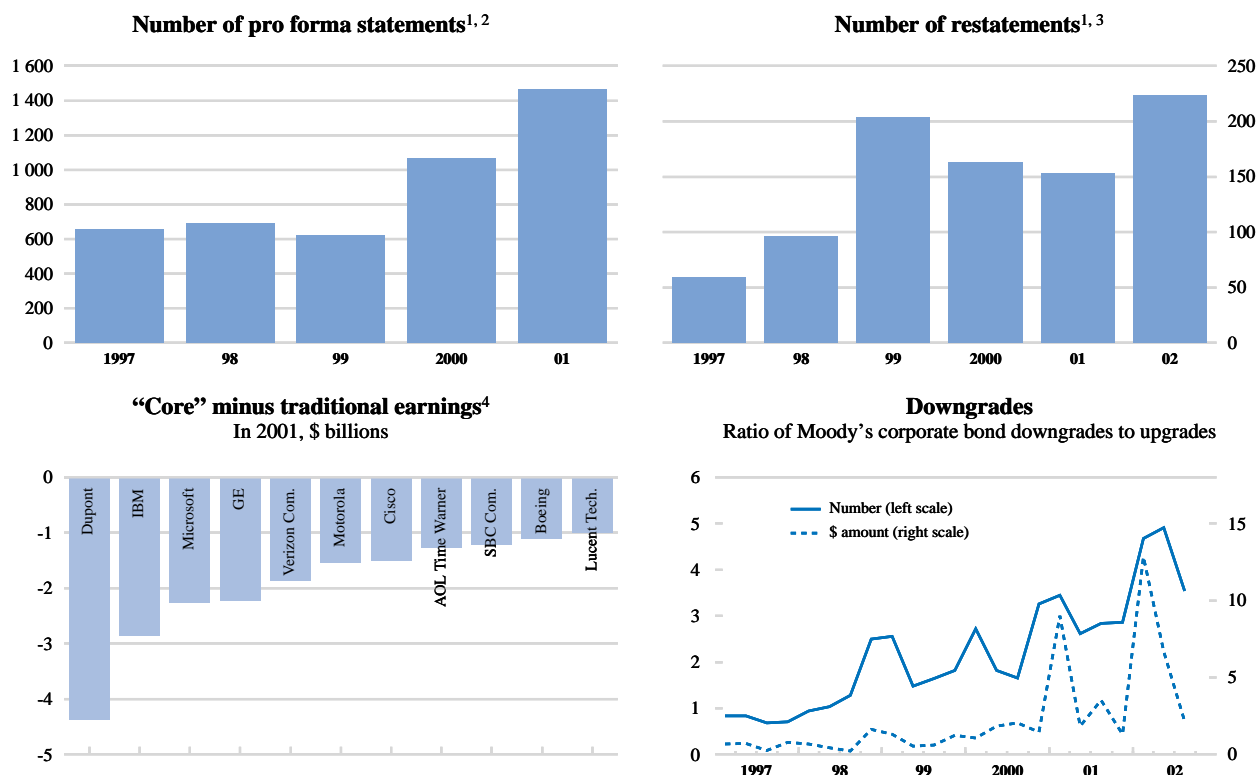 Number of pro forma statements1, 2
1 600
1 400
1 200
1 000
800
600
400
200
0
1997
98
99
2000
01
Number of restatements1, 3
250
200
150
100
50
0
1997
98
99
2000
01
02
“Core” minus traditional earnings4
In 2001, $ billions
0
-1
-2
-3
-4
-5
Dupont
IBM
Microsoft
GE
Verizon Com.
Motorola
Cisco
AOL Time Warner
SBC Com.
Boeing
Lucent Tech.
Downgrades
Ratio of Moody’s corporate bond downgrades to upgrades
6
5
4
3
2
1
0
Number (left scale)
$ amount (right scale)
15
10
5
0
1997
98
99
2000
01
02